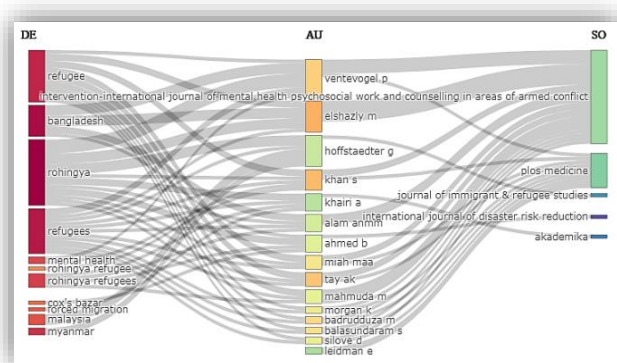 DE
AU
SO
refugee
bangladesh
rohingya
refugees
mental health
rohingya refugee
rohingya refugees
cox's bazar
forced migration
malaysia
myanmar
ventevogel p
elshazly m
hoffstaedter g
khan s
khairi a
alam anmm
ahmed b
miah maa
tay ak
mahmuda m
morgan k
badrudduza m
balasundaram s
silove d
leidman e
intervention-international journal of mental health psychosocial work and counselling in areas of armed conflict
plos medicine
journal of immigrant & refugee studies
international journal of disaster risk reduction
akademika